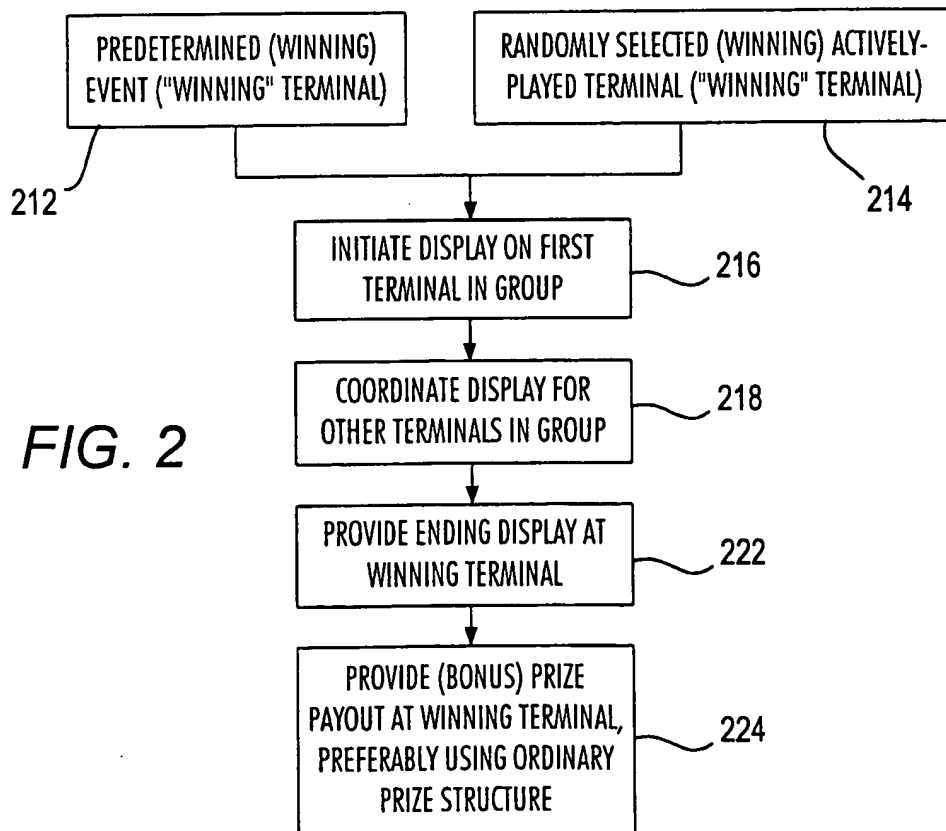 PREDETERMINED (WINNING)
EVENT ("WINNING" TERMINAL)
RANDOMLY SELECTED (WINNING) ACTIVELY-
PLAYED TERMINAL ("WINNING" TERMINAL)
212
214
INITIATE DISPLAY ON FIRST
TERMINAL IN GROUP
216
COORDINATE DISPLAY FOR
OTHER TERMINALS IN GROUP
218
FIG. 2
PROVIDE ENDING DISPLAY AT
WINNING TERMINAL
222
PROVIDE (BONUS) PRIZE
PAYOUT AT WINNING TERMINAL,
PREFERABLY USING ORDINARY
PRIZE STRUCTURE
224